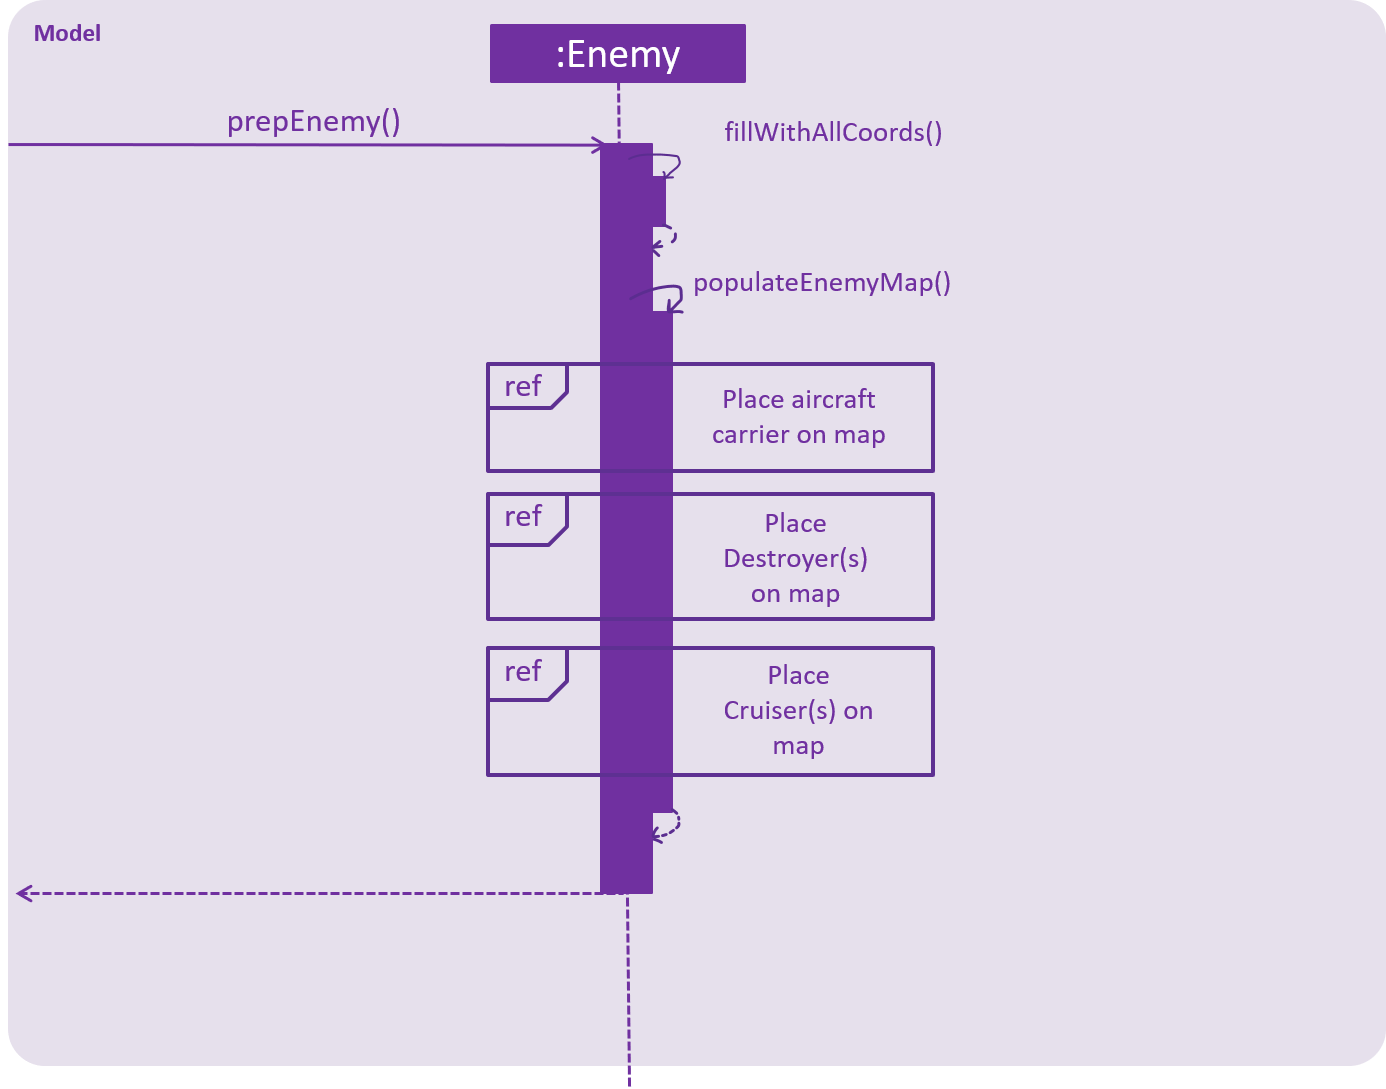 Model
:Enemy
prepEnemy()
fillWithAllCoords()
populateEnemyMap()
ref
Place aircraft
carrier on map
ref
Place
Destroyer(s)
on map
ref
Place
Cruiser(s) on
map